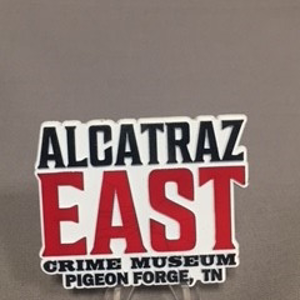 ALCATRAZ
EAST
CRIME MUSEUM
PIGEON FORGE, TN